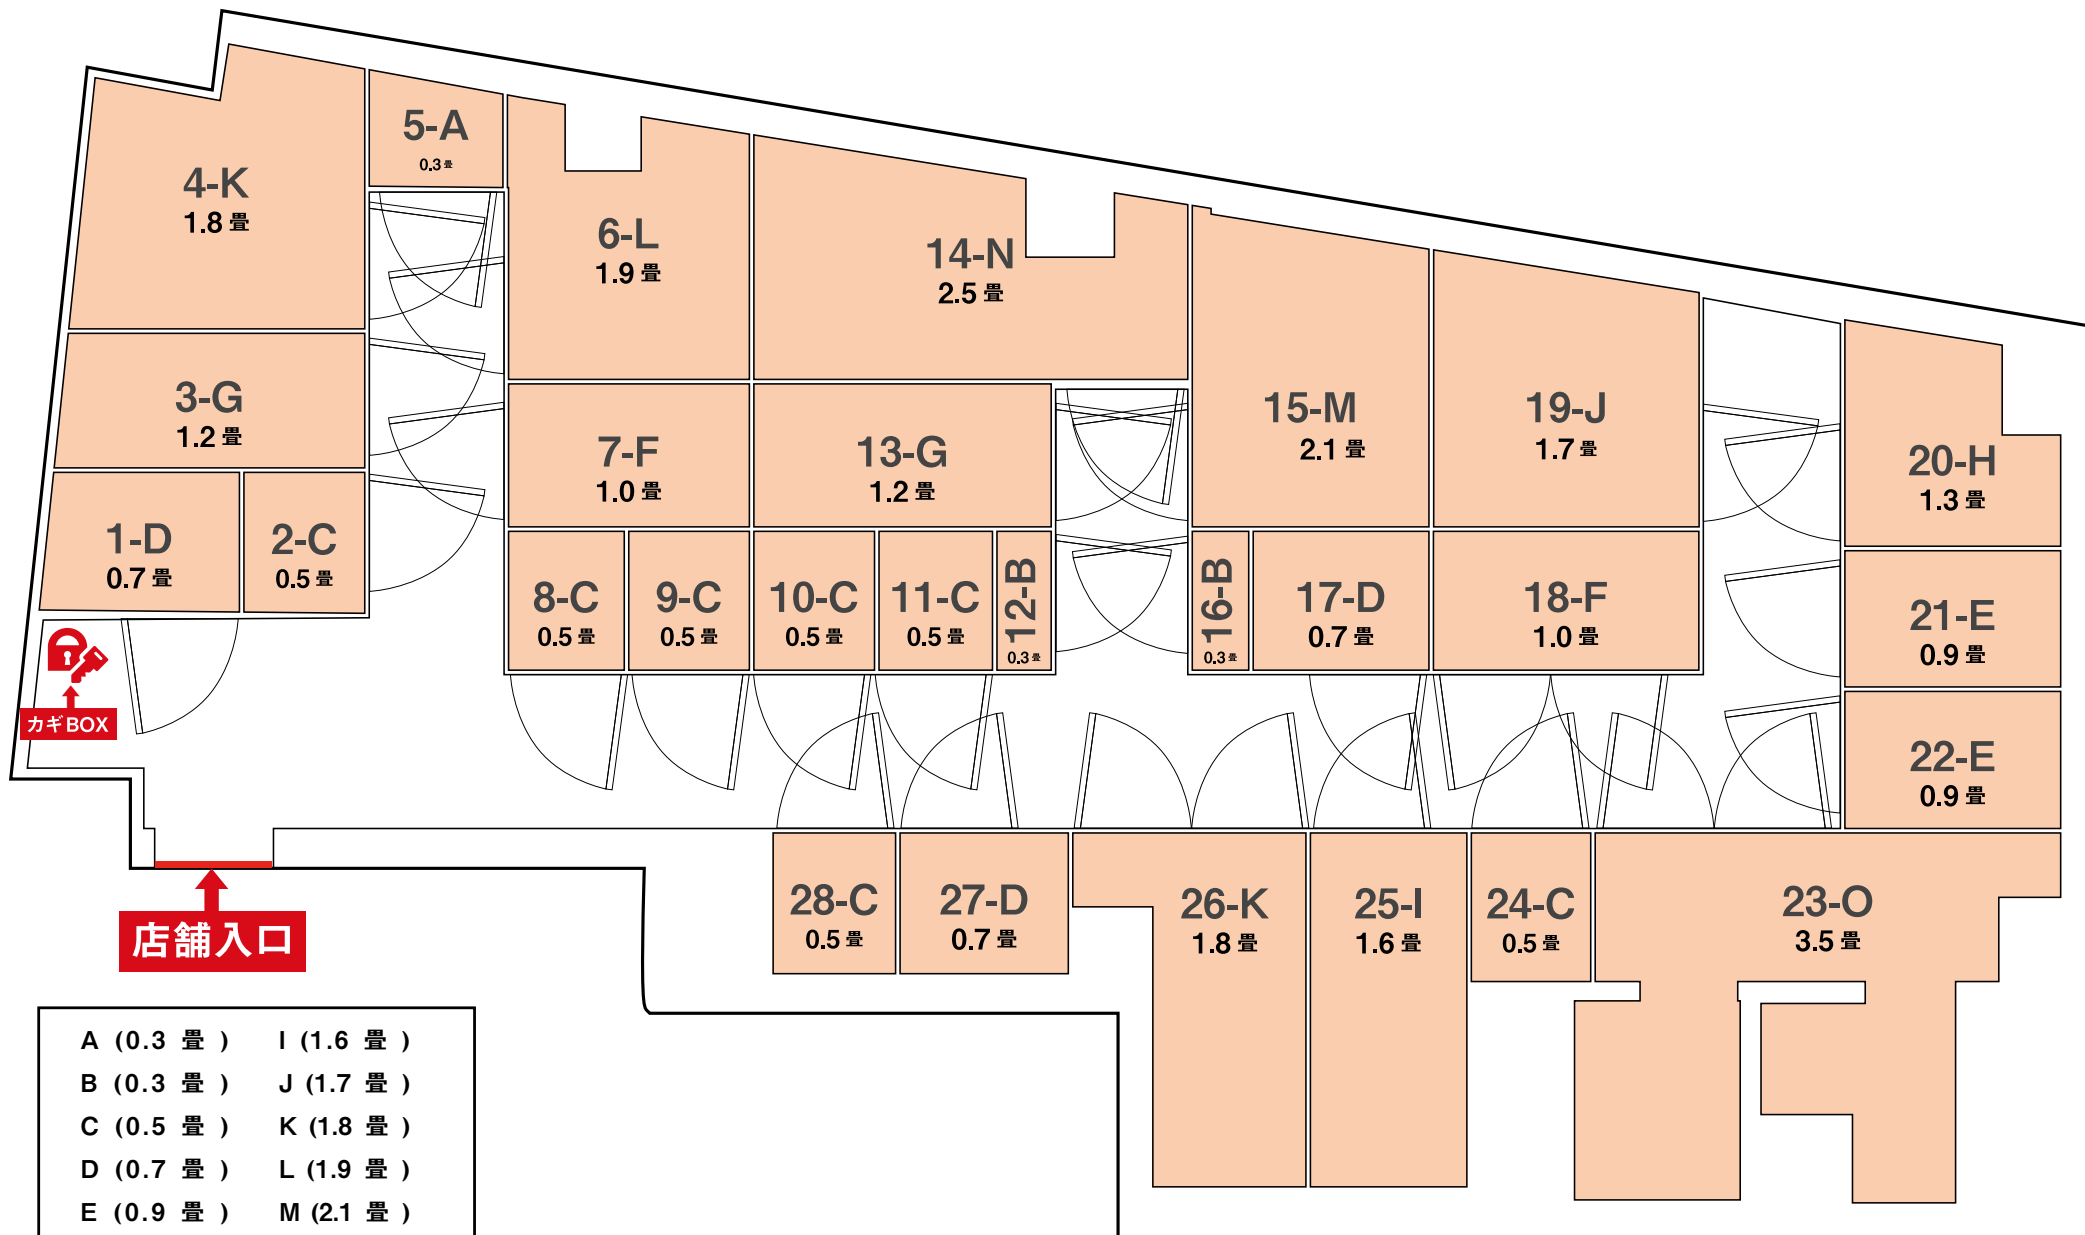 5-A
0.3 畳
4-K
1.8 畳
6-L
1.9 畳
14-N
2.5 畳
3-G
1.2 畳
7-F
1.0 畳
13-G
1.2 畳
15-M
2.1 畳
19-J
1.7 畳
20-H
1.3 畳
1-D
0.7 畳
2-C
0.5 畳
8-C
0.5 畳
9-C
0.5 畳
10-C
0.5 畳
11-C
0.5 畳
12-B
0.3 畳
16-B
0.3 畳
17-D
0.7 畳
18-F
1.0 畳
21-E
0.9 畳
カギBOX
22-E
0.9 畳
28-C
0.5 畳
27-D
0.7 畳
26-K
1.8 畳
25-I
1.6 畳
24-C
0.5 畳
23-O
3.5 畳
店舗入口
A (0.3 畳 ) I (1.6 畳 )
B (0.3 畳 ) J (1.7 畳 )
C (0.5 畳 ) K (1.8 畳 )
D (0.7 畳 ) L (1.9 畳 )
E (0.9 畳 ) M (2.1 畳 )